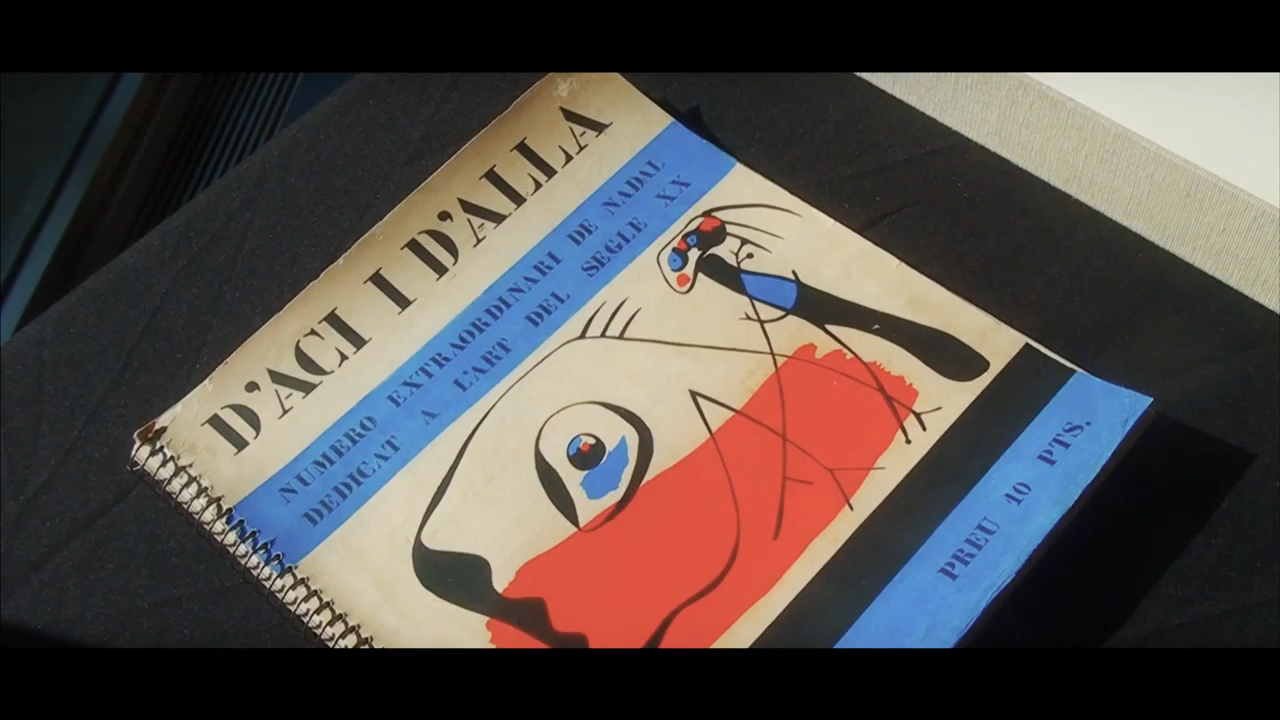 D'ACI I D'ALLA
NUMERO EXTRAORDINARI DE NADAL
DEDICAT A L'ART DEL SEGLE XX
PREU 10 PTS.